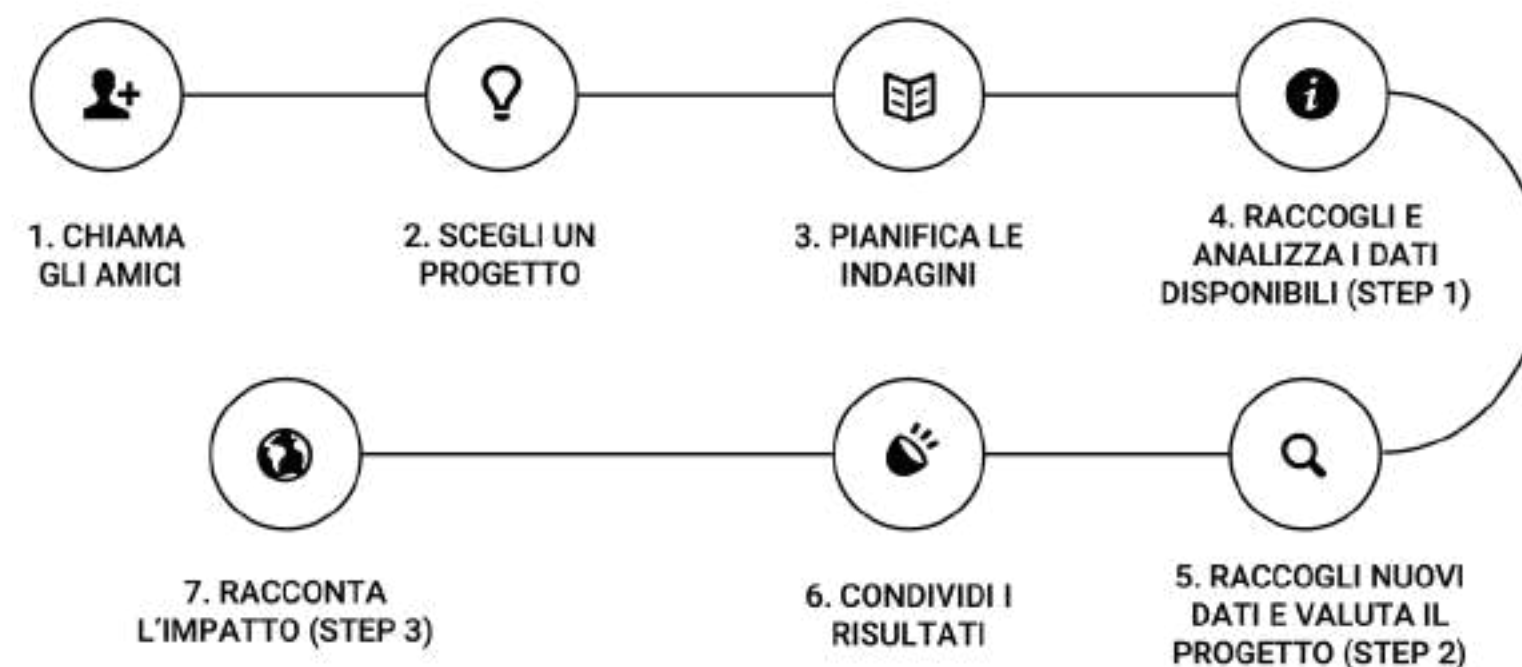 1. CHIAMA
GLI AMICI
2. SCEGLI UN
PROGETTO
3. PIANIFICA LE
INDAGINI
4. RACCOGLI E
ANALIZZA I DATI
DISPONIBILI (STEP 1)
5. RACCOGLI NUOVI
DATI E VALUTA IL
PROGETTO (STEP 2)
6. CONDIVIDI I
RISULTATI
7. RACCONTA
L'IMPATTO (STEP 3)